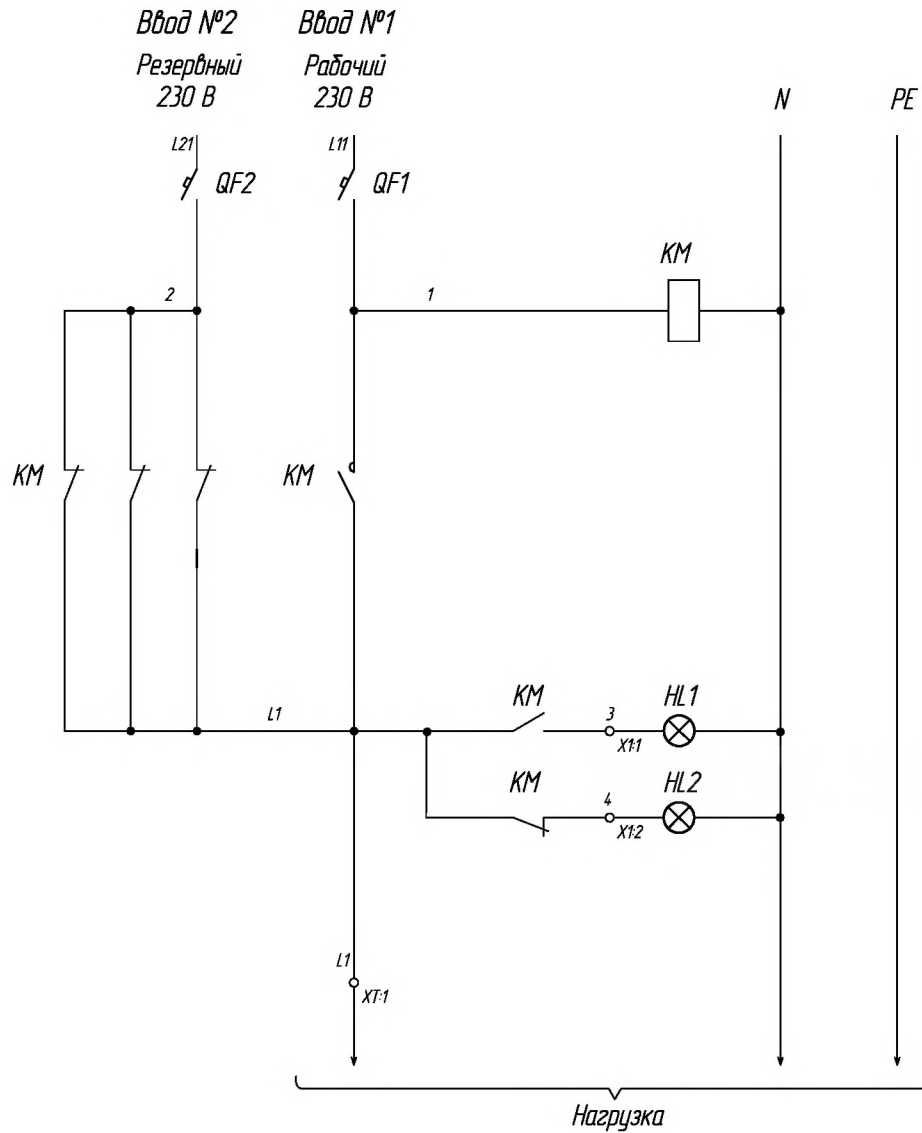 Ввод №2 Ввод №1
Резервный Рабочий
230 В 230 В N PE
L21 L11
QF2 QF1
KM
2 1
KM KM
KM HL1
L1 3
X1:1
KM HL2
4
X1:2
L1
XT:1
Нагрузка